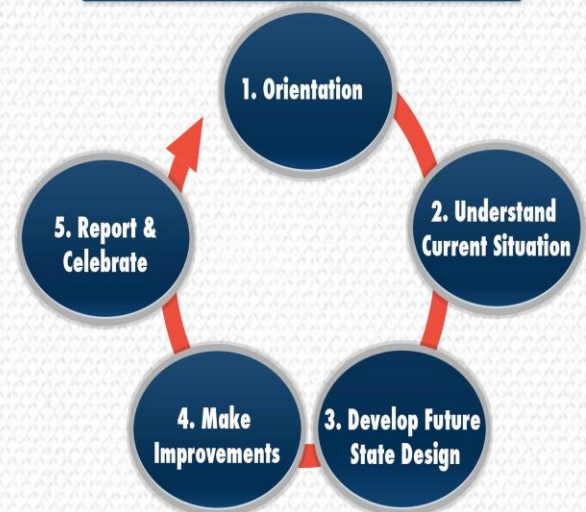 1. Orientation
2. Understand
Current Situation
3. Develop Future
State Design
4. Make
Improvements
5. Report &
Celebrate